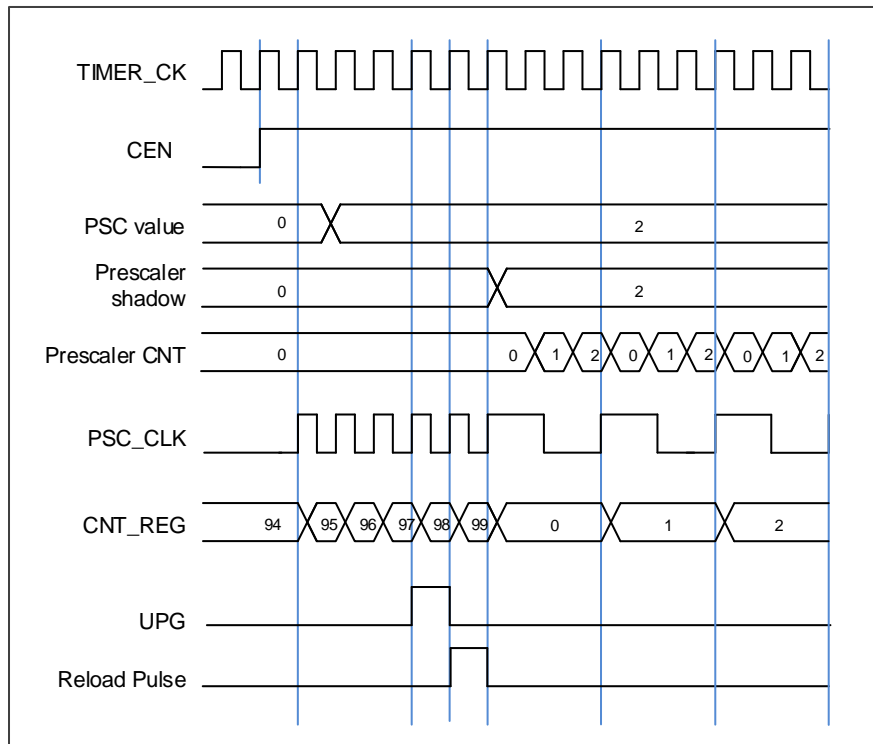 TIMER_CK
CEN
PSC value 0 2
Prescaler
shadow 0 2
Prescaler CNT 0 0 1 2 0 1 2 0 1 2
PSC_CLK
CNT_REG 94 95 96 97 98 99 0 1 2
UPG
Reload Pulse